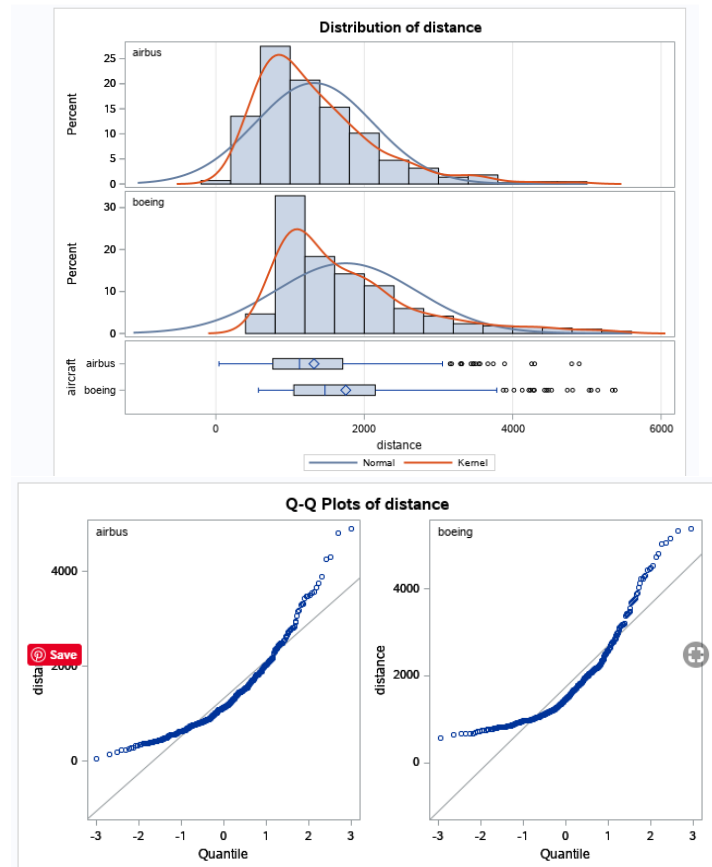 Distribution of distance
airbus
Percent
25
20
15
10
5
0
boeing
Percent
30
20
10
0
aircraft
airbus
boeing
0 2000 4000 6000
distance
Normal Kernel
Q-Q Plots of distance
airbus
distance
4000
2000
0
-3 -2 -1 0 1 2 3
Quantile
Save
boeing
distance
4000
2000
0
-3 -2 -1 0 1 2 3
Quantile